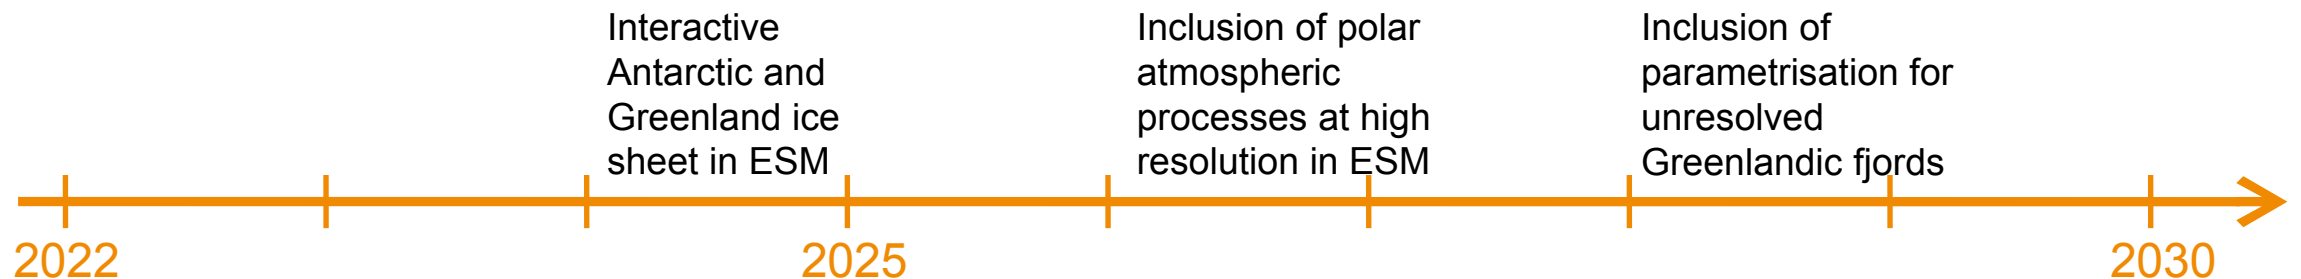 Interactive
Antarctic and
Greenland ice
sheet in ESM
Inclusion of polar
atmospheric
processes at high
resolution in ESM
Inclusion of
parametrisation for
unresolved
Greenlandic fjords
2022
2025
2030